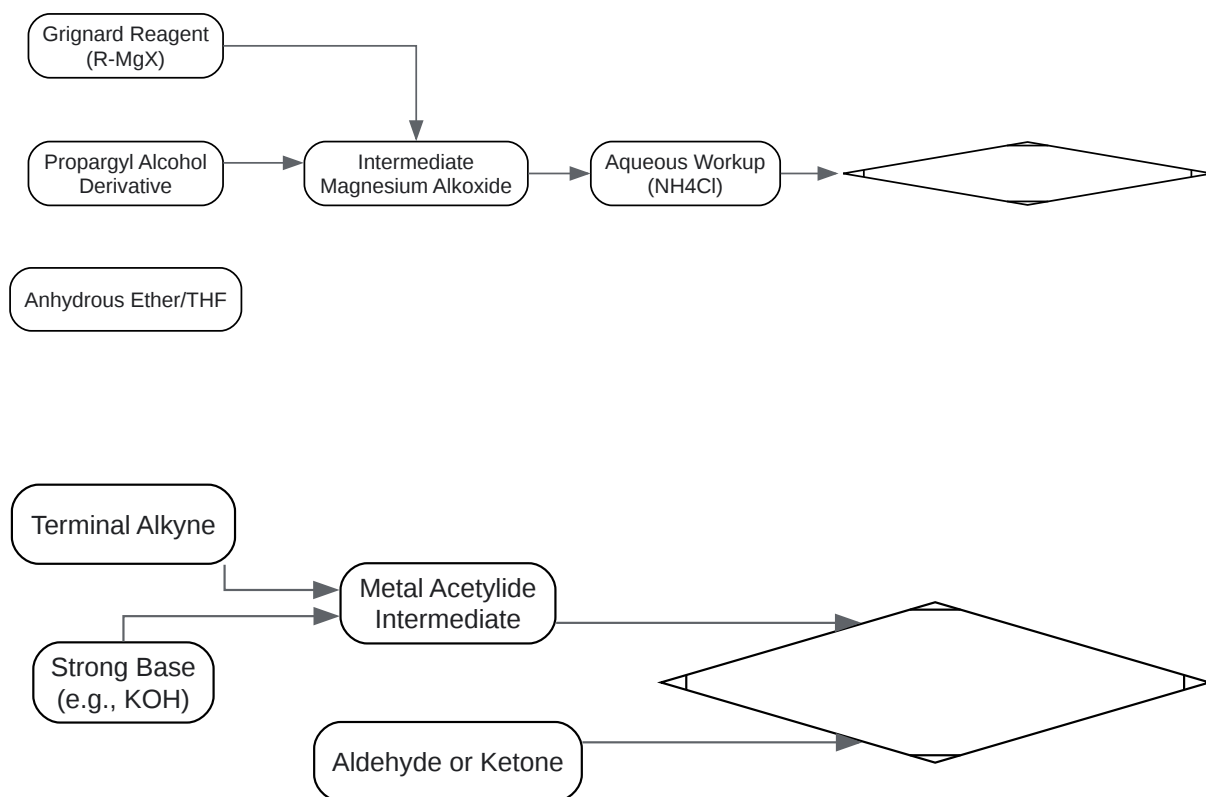 Grignard Reagent
(R-MgX)
Propargyl Alcohol
Derivative
Intermediate
Magnesium Alkoxide
Aqueous Workup
(NH4Cl)
Anhydrous Ether/THF
Terminal Alkyne
Metal Acetylide
Intermediate
Strong Base
(e.g., KOH)
Aldehyde or Ketone